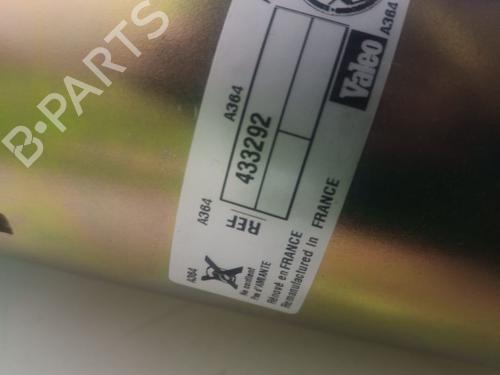 B-PARTS
A364
Valeo
A364
433292
A364
REF
A364
Ne contient
Pas d'AMIANTE
Rénové en FRANCE
Remanufactured In FRANCE